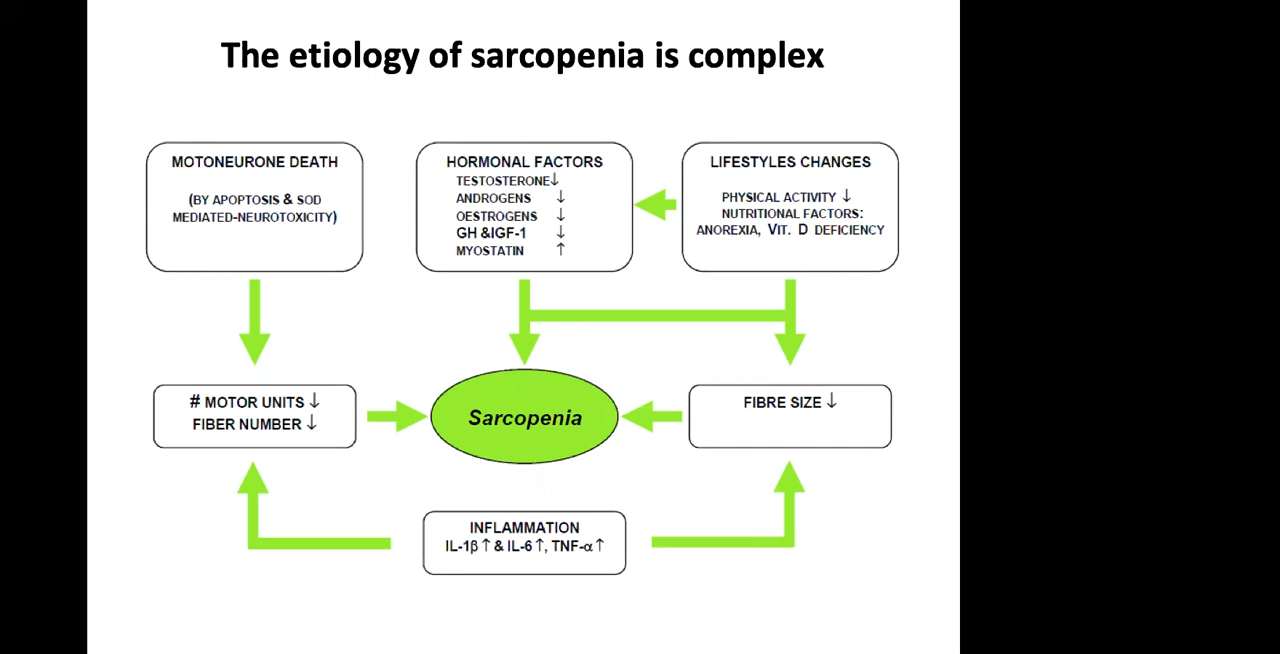 The etiology of sarcopenia is complex
MOTONEURONE DEATH
(BY APOPTOSIS & SOD
MEDIATED-NEUROTOXICITY)
HORMONAL FACTORS
TESTOSTERONE↓
ANDROGENS ↓
OESTROGENS ↓
GH &IGF-1 ↓
MYOSTATIN ↑
LIFESTYLES CHANGES
PHYSICAL ACTIVITY ↓
NUTRITIONAL FACTORS:
ANOREXIA, VIT. D DEFICIENCY
# MOTOR UNITS ↓
FIBER NUMBER ↓
Sarcopenia
FIBRE SIZE ↓
INFLAMMATION
IL-1β↑ & IL-6↑, TNF-α↑